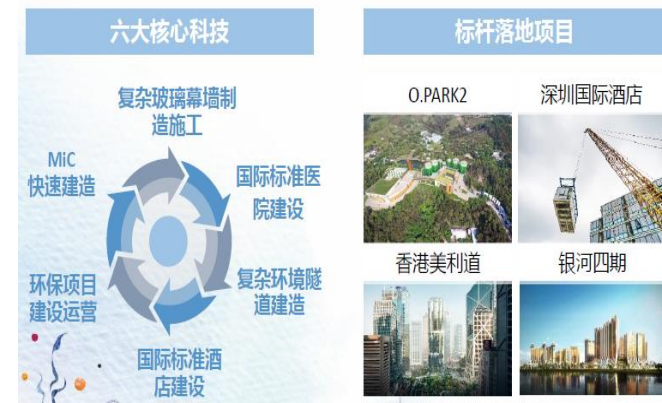 六大核心科技
标杆落地项目
复杂玻璃幕墙制
造施工
MiC
快速建造
国际标准医
院建设
环保项目
建设运营
复杂环境隧
道建造
国际标准酒
店建设
O.PARK2
深圳国际酒店
香港美利道
银河四期